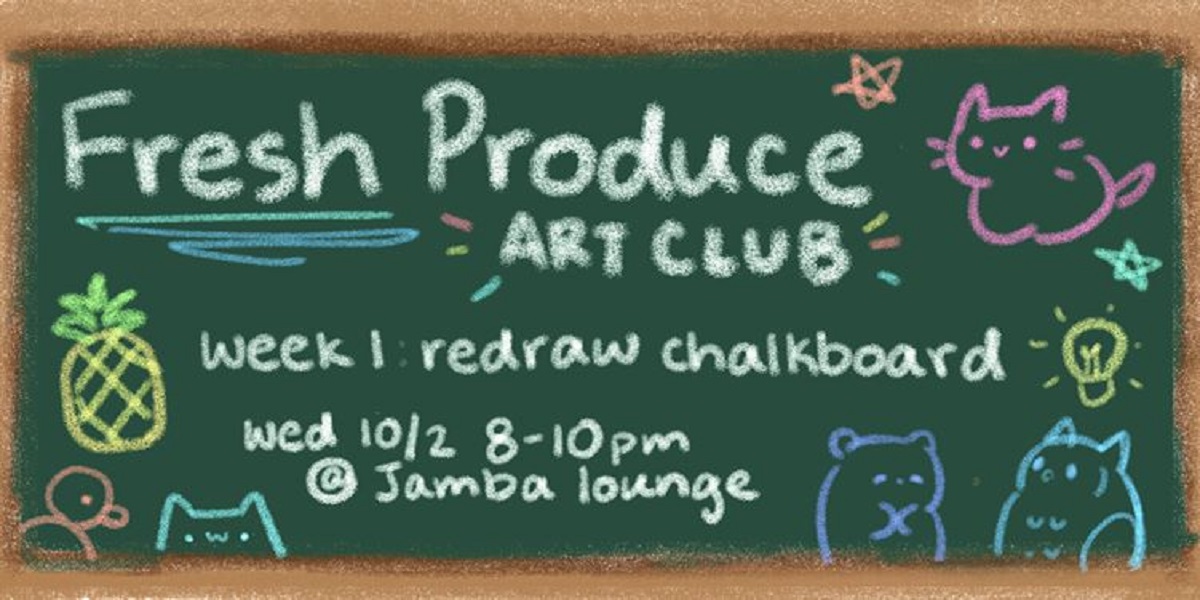 Fresh Produce
ART CLUB
week 1: redraw chalkboard
wed 10/2 8-10pm
@ Jamba lounge